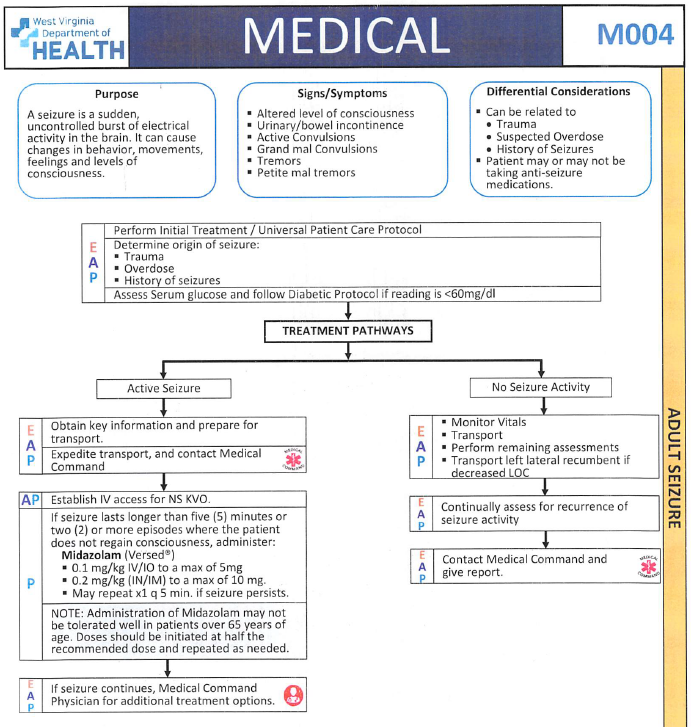 West Virginia
Department of
HEALTH
MEDICAL
M004
Purpose
A seizure is a sudden,
uncontrolled burst of electrical
activity in the brain. It can cause
changes in behavior, movements,
feelings and levels of
consciousness.
Signs/Symptoms
▪ Altered level of consciousness
▪ Urinary/bowel incontinence
▪ Active Convulsions
▪ Grand mal Convulsions
▪ Tremors
▪ Petite mal tremors
Differential Considerations
▪ Can be related to
• Trauma
• Suspected Overdose
• History of Seizures
▪ Patient may or may not be
taking anti-seizure
medications.
E
A
P
Perform Initial Treatment / Universal Patient Care Protocol
Determine origin of seizure:
▪ Trauma
▪ Overdose
▪ History of seizures
Assess Serum glucose and follow Diabetic Protocol if reading is <60mg/dl
TREATMENT PATHWAYS
Active Seizure
E
A
P
Obtain key information and prepare for
transport.
Expedite transport, and contact Medical
Command
MEDICAL
COMMAND
AP
Establish IV access for NS KVO.
P
If seizure lasts longer than five (5) minutes or
two (2) or more episodes where the patient
does not regain consciousness, administer:
Midazolam (Versed®)
▪ 0.1 mg/kg IV/IO to a max of 5mg
▪ 0.2 mg/kg (IN/IM) to a max of 10 mg.
▪ May repeat x1 q 5 min. if seizure persists.
NOTE: Administration of Midazolam may not
be tolerated well in patients over 65 years of
age. Doses should be initiated at half the
recommended dose and repeated as needed.
E
A
P
If seizure continues, Medical Command
Physician for additional treatment options.
No Seizure Activity
E
A
P
▪ Monitor Vitals
▪ Transport
▪ Perform remaining assessments
▪ Transport left lateral recumbent if
decreased LOC
E
A
P
Continually assess for recurrence of
seizure activity
E
A
P
Contact Medical Command and
give report.
MEDICAL
COMMAND
ADULT SEIZURE